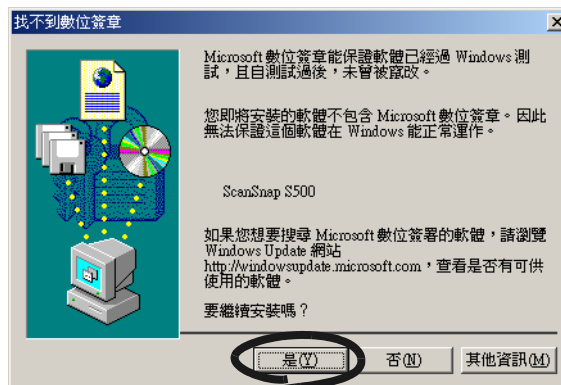 找不到數位簽章
Microsoft 數位簽章能保證軟體已經過 Windows 測
試，且自測試過後，未曾被竄改。
您即將安裝的軟體不包含 Microsoft 數位簽章。因此
無法保證這個軟體在 Windows 能正常運作。
ScanSnap S500
如果您想要搜尋 Microsoft 數位簽署的軟體，請瀏覽
Windows Update 網站
http://windowsupdate.microsoft.com，查看是否有可供
使用的軟體。
要繼續安裝嗎？
是(Y) 否(N) 其他資訊(M)